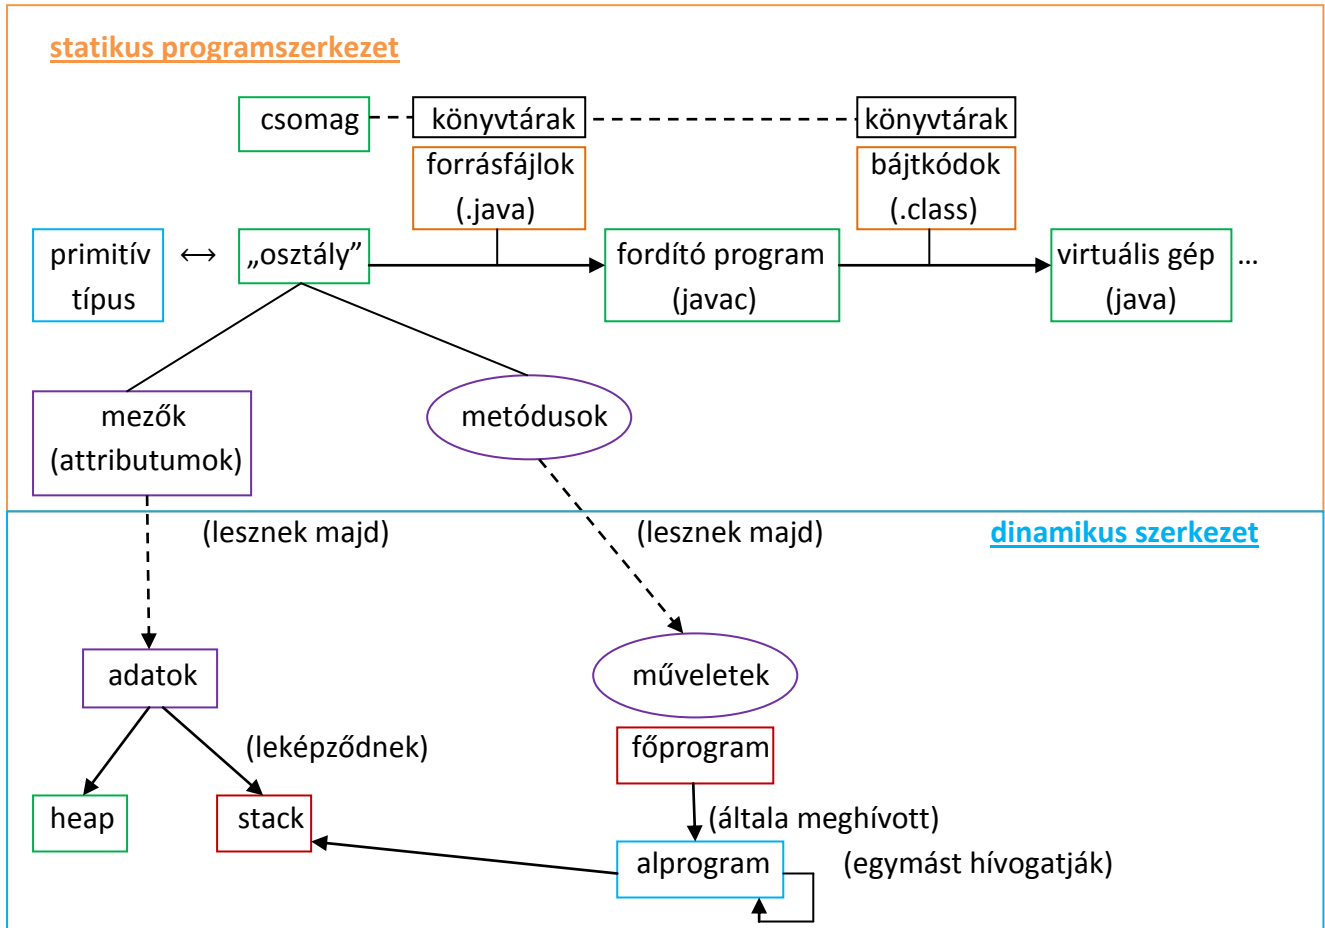 statikus programszerkezet
csomag
könyvtárak
könyvtárak
forrásfájlok
(.java)
bájtkódok
(.class)
primitív
típus
↔
„osztály”
fordító program
(javac)
virtuális gép
(java)
...
mezők
(attributumok)
metódusok
(lesznek majd)
(lesznek majd)
dinamikus szerkezet
adatok
műveletek
(leképződnek)
főprogram
heap
stack
(általa meghívott)
alprogram
(egymást hívogatják)